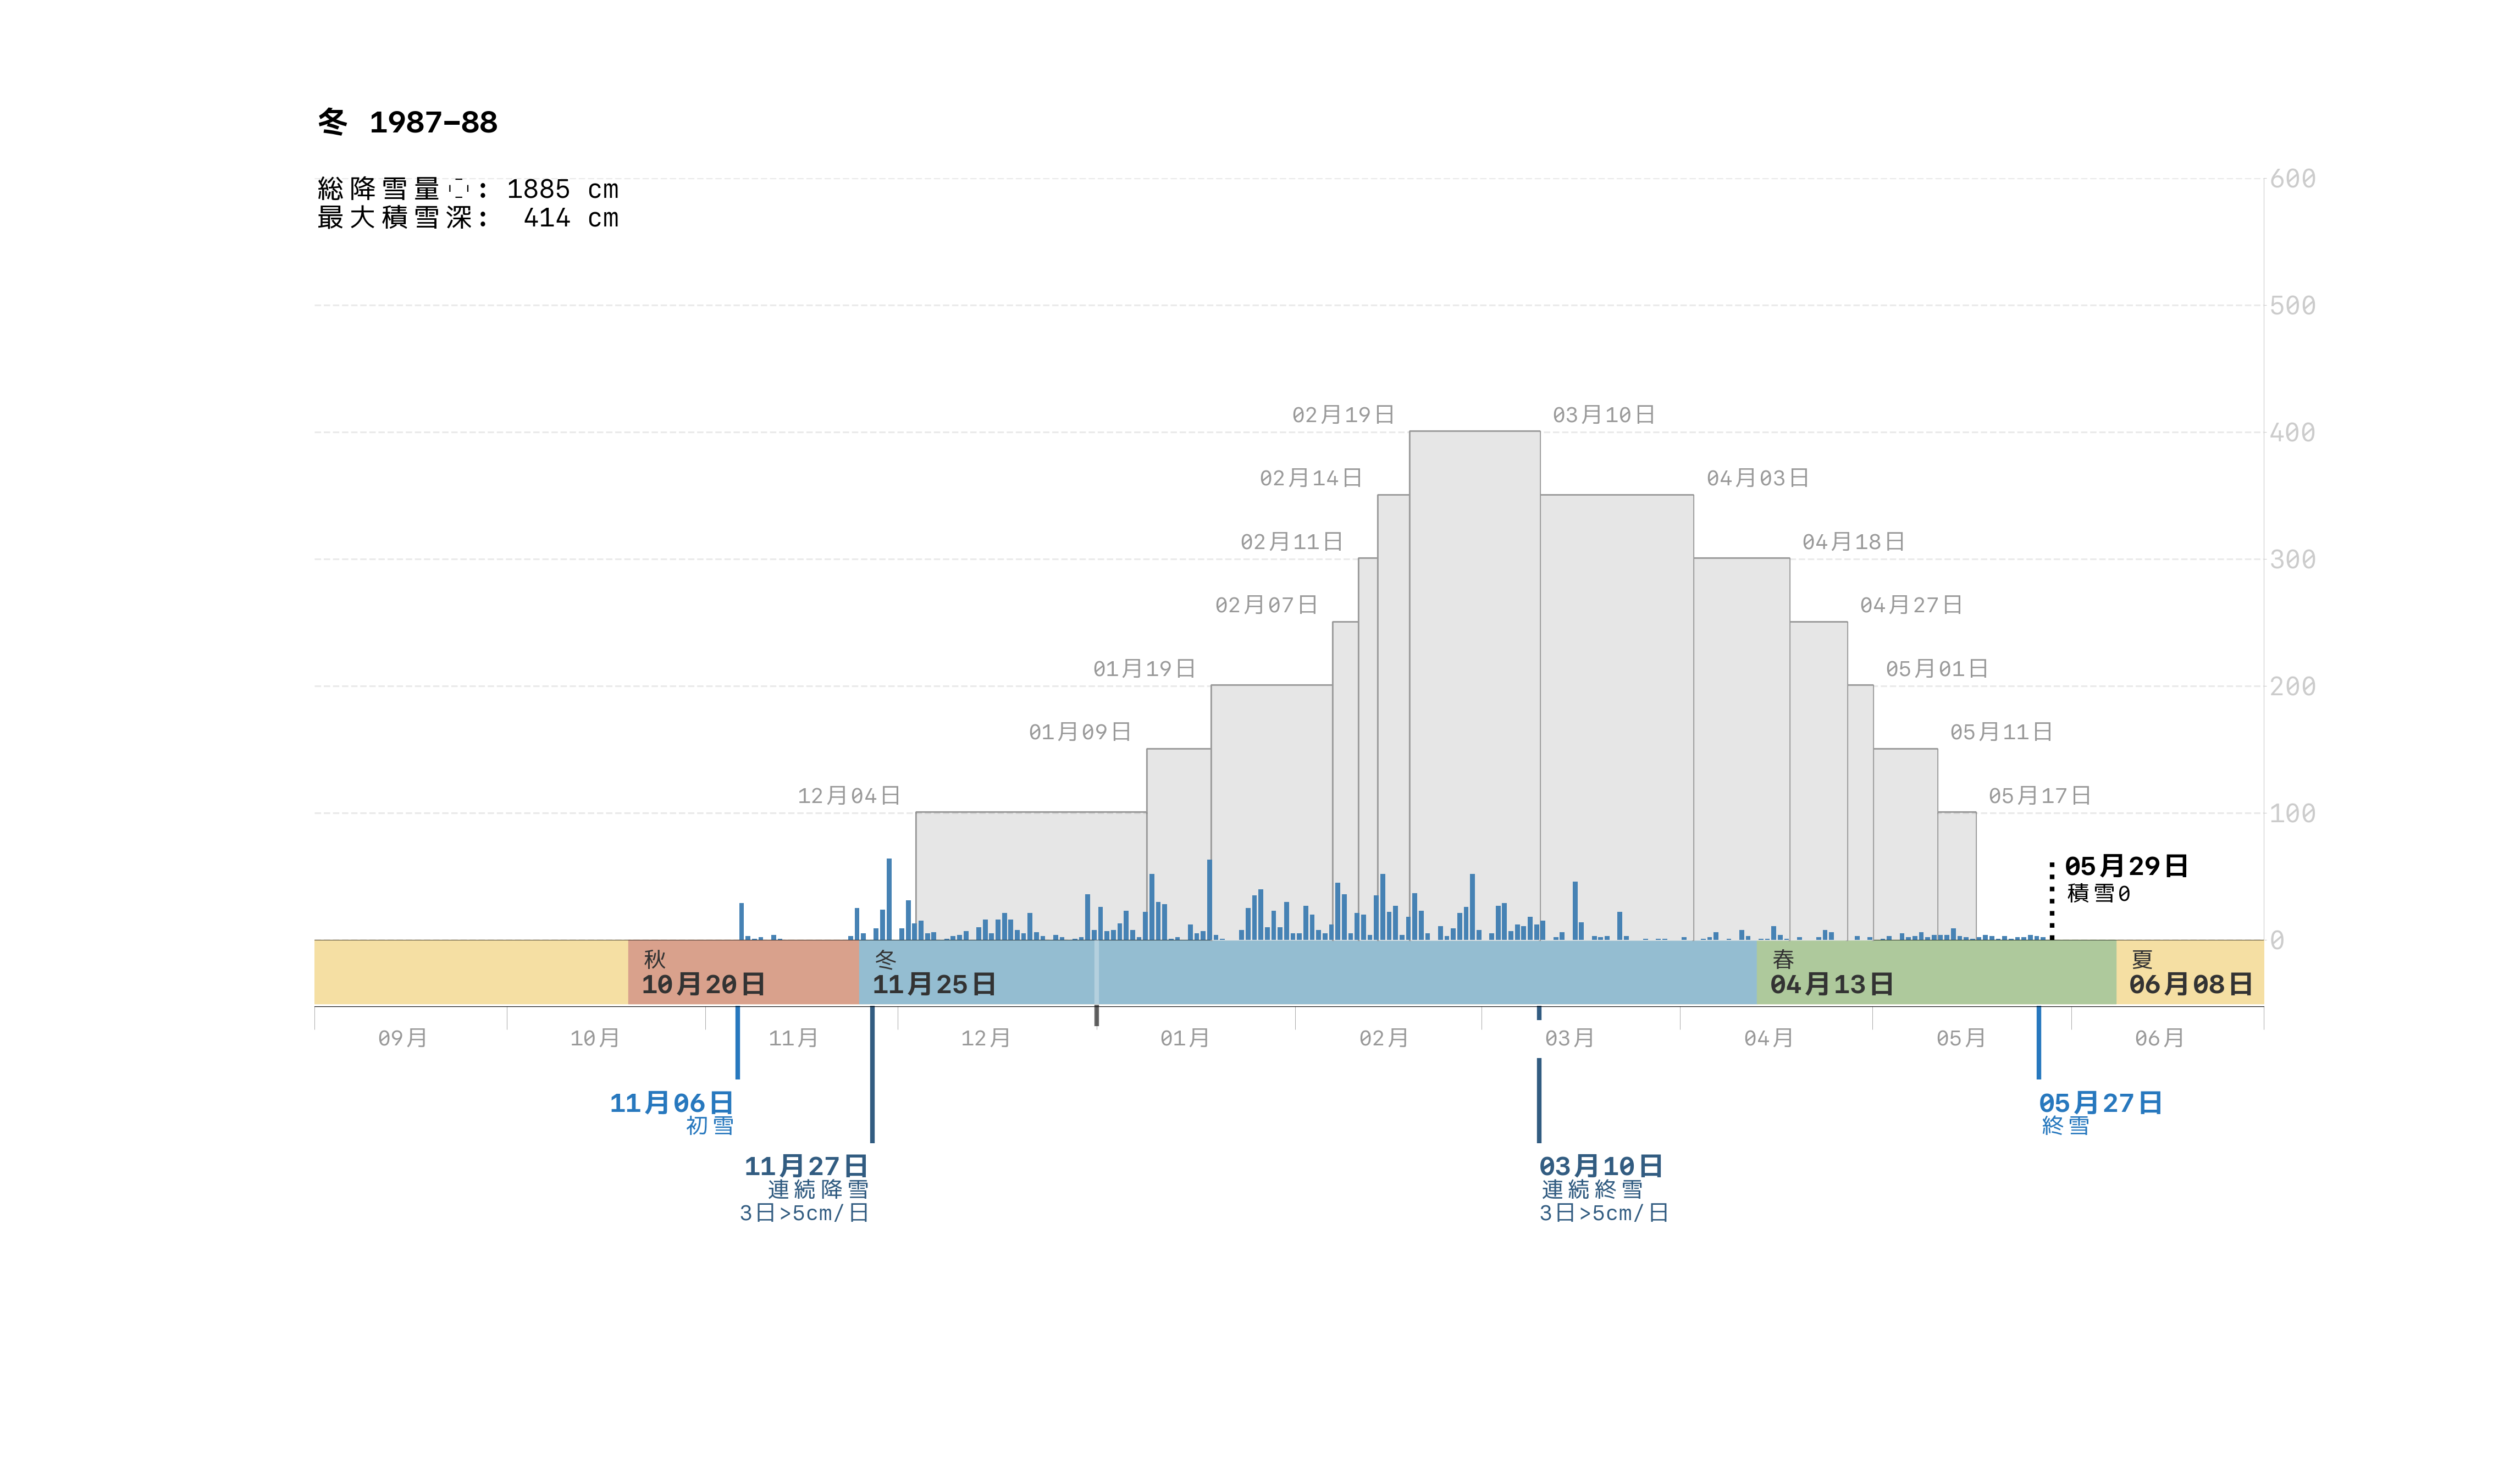 冬 1987–88
総降雪量 : 1885 cm
最大積雪深: 414 cm
600
500
02月19日
03月10日
400
02月14日
04月03日
02月11日
04月18日
300
02月07日
04月27日
01月19日
05月01日
200
01月09日
05月11日
12月04日
05月17日
100
05月29日
積雪0
0
秋
10月20日
冬
11月25日
春
04月13日
夏
06月08日
09月
10月
11月
12月
01月
02月
03月
04月
05月
06月
11月06日
初雪
05月27日
終雪
11月27日
連続降雪
3日>5cm/日
03月10日
連続終雪
3日>5cm/日